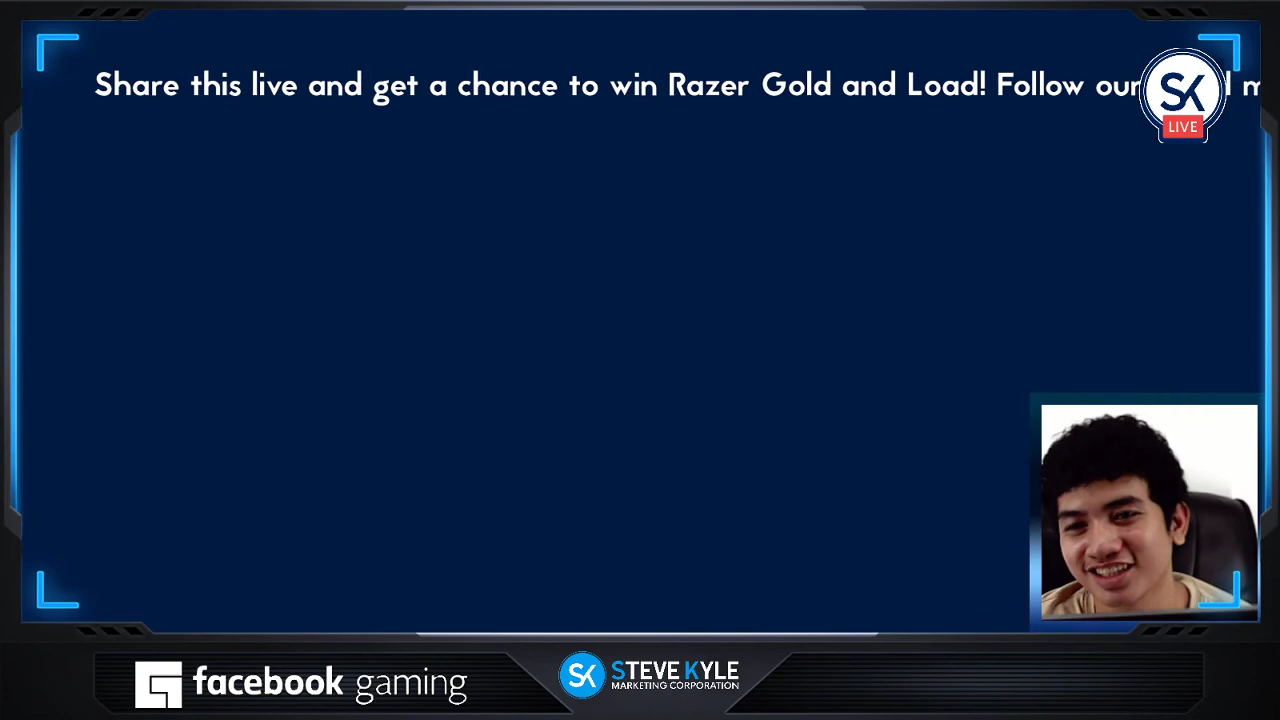 Share this live and get a chance to win Razer Gold and Load! Follow our
SK
LIVE
facebook gaming
SK STEVE KYLE
MARKETING CORPORATION